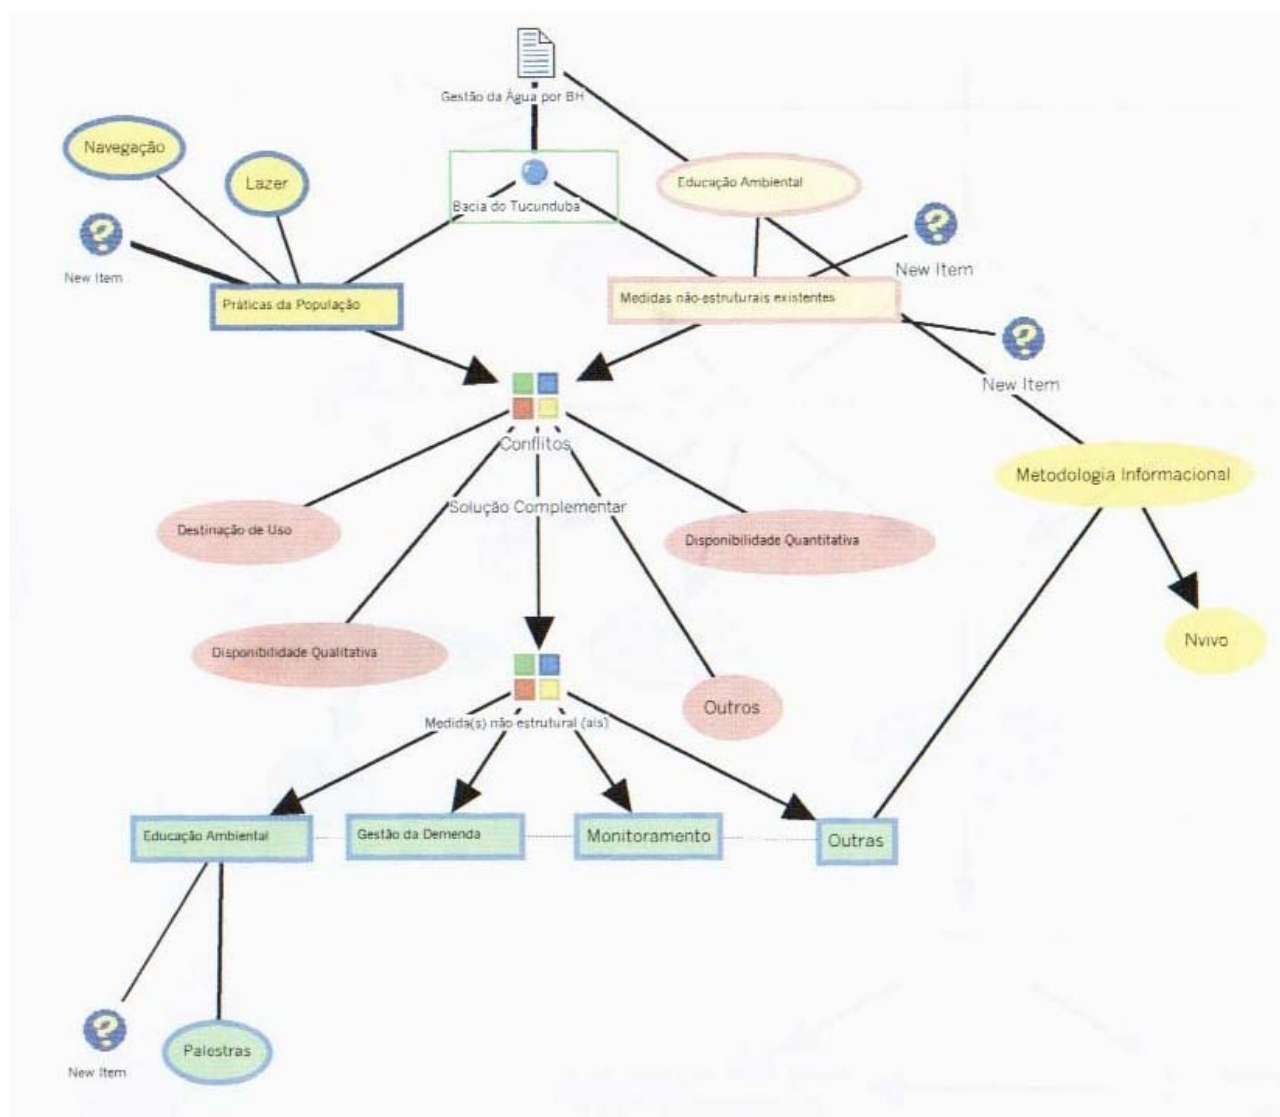 Gestão da Água por BH
Navegação
Lazer
Educação Ambiental
Bacia do Tucunduba
New Item
New Item
Práticas da População
Medidas não-estruturais existentes
New Item
Conflitos
Metodologia Informacional
Solução Complementar
Destinação de Uso
Disponibilidade Quantitativa
Nvivo
Disponibilidade Qualitativa
Outros
Medida(s) não estrutural (ais)
Educação Ambiental
Gestão da Demenda
Monitoramento
Outras
Palestras
New Item